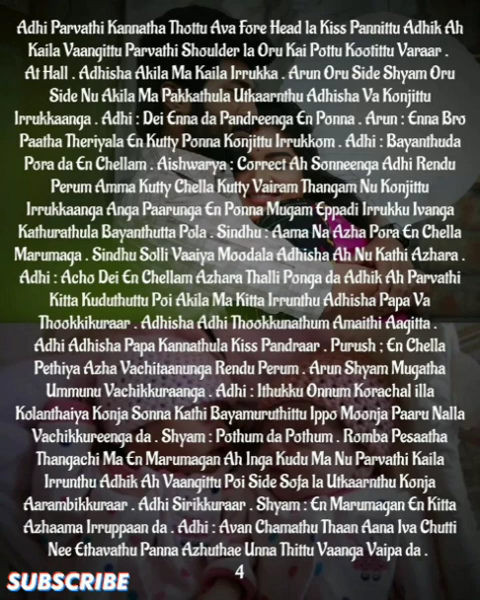 Adhi Parvathi Kannatha Thottu Ava Fore Head la Kiss Pannittu Adhik Ah
Kaila Vaangittu Parvathi Shoulder la Oru Kai Pottu Kootittu Varaar .
At Hall . Adhisha Akila Ma Kaila Irrukka . Arun Oru Side Shyam Oru
Side Nu Akila Ma Pakkathula Utkaarnthu Adhisha Va Konjittu
Irrukkaanga . Adhi : Dei Enna da Pandreenga En Ponna . Arun : Enna Bro
Paatha Theriyala En Kutty Ponna Konjittu Irrukkom . Adhi : Bayanthuda
Pora da En Chellam . Aishwarya : Correct Ah Sonneenga Adhi Rendu
Perum Amma Kutty Chella Kutty Vairam Thangam Nu Konjittu
Irrukkaanga Anga Paarunga En Ponna Mugam Eppadi Irrukku Ivanga
Kathurathula Bayanthutta Pola . Sindhu : Aama Na Azha Pora En Chella
Marumaga . Sindhu Solli Vaaiya Moodala Adhisha Ah Nu Kathi Azhara .
Adhi : Acho Dei En Chellam Azhara Thalli Ponga da Adhik Ah Parvathi
Kitta Kuduthuttu Poi Akila Ma Kitta Irrunthu Adhisha Papa Va
Thookkikuraar . Adhisha Adhi Thookkunathum Amaithi Aagitta .
Adhi Adhisha Papa Kannathula Kiss Pandraar . Purush ; En Chella
Pethiya Azha Vachitaanunga Rendu Perum . Arun Shyam Mugatha
Ummunu Vachikkuraanga . Adhi : Ithukku Onnum Korachal illa
Kolanthaiya Konja Sonna Kathi Bayamuruthittu Ippo Moonja Paaru Nalla
Vachikkureenga da . Shyam : Pothum da Pothum . Romba Pesaatha
Thangachi Ma En Marumagan Ah Inga Kudu Ma Nu Parvathi Kaila
Irrunthu Adhik Ah Vaangittu Poi Side Sofa la Utkaarnthu Konja
Aarambikkuraar . Adhi Sirikkuraar . Shyam : En Marumagan En Kitta
Azhaama Irruppaan da . Adhi : Avan Chamathu Thaan Aana Iva Chutti
Nee Ethavathu Panna Azhuthae Unna Thittu Vaanga Vaipa da .
4
SUBSCRIBE